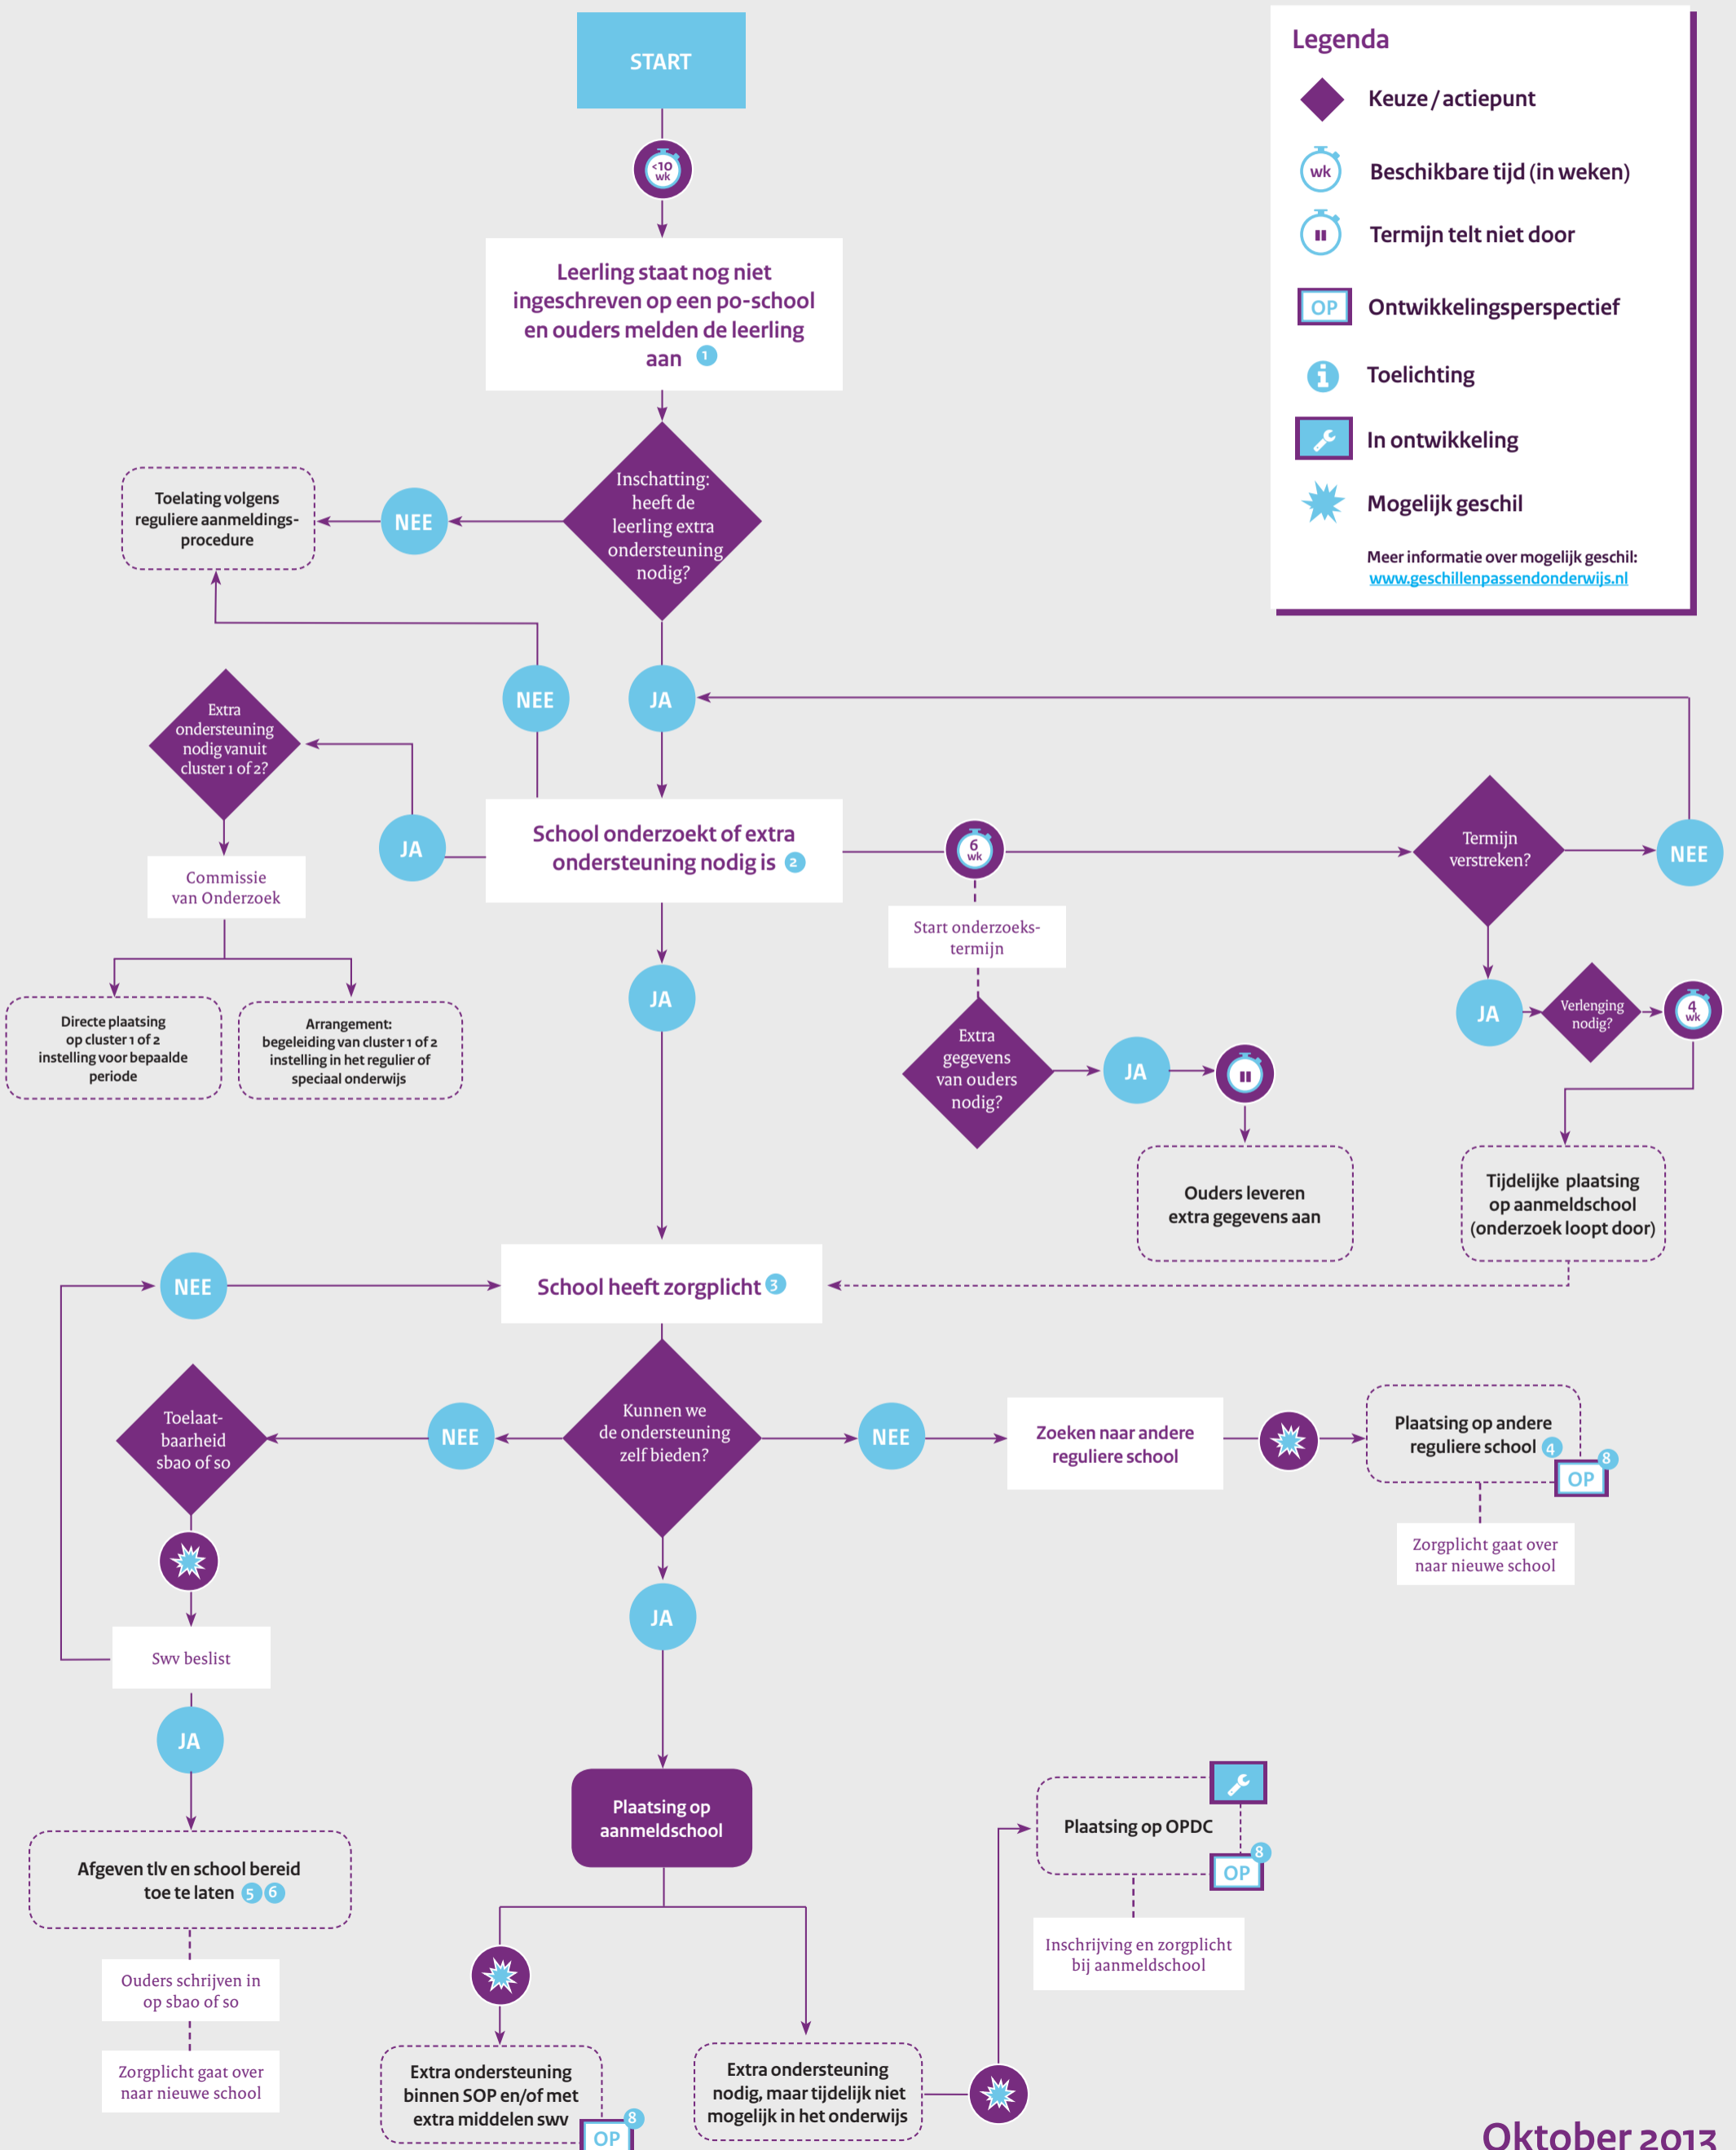 START
<10
wk
Leerling staat nog niet
ingeschreven op een po-school
en ouders melden de leerling
aan 1
Legenda
Keuze / actiepunt
wk
Beschikbare tijd (in weken)
Termijn telt niet door
OP
Ontwikkelingsperspectief
i
Toelichting
In ontwikkeling
Mogelijk geschil
Meer informatie over mogelijk geschil:
www.geschillenpassendonderwijs.nl
Inschatting:
heeft de
leerling extra
ondersteuning
nodig?
NEE
Toelating volgens
reguliere aanmeldings-
procedure
NEE
JA
Extra
ondersteuning
nodig vanuit
cluster 1 of 2?
JA
School onderzoekt of extra
ondersteuning nodig is 2
6
wk
Termijn
verstreken?
NEE
Commissie
van Onderzoek
Start onderzoeks-
termijn
Directe plaatsing
op cluster 1 of 2
instelling voor bepaalde
periode
Arrangement:
begeleiding van cluster 1 of 2
instelling in het regulier of
speciaal onderwijs
JA
Extra
gegevens
van ouders
nodig?
JA
JA
Verlenging
nodig?
4
wk
Ouders leveren
extra gegevens aan
Tijdelijke plaatsing
op aanmeldschool
(onderzoek loopt door)
NEE
School heeft zorgplicht 3
Toelaat-
baarheid
sbao of so
NEE
Kunnen we
de ondersteuning
zelf bieden?
NEE
Zoeken naar andere
reguliere school
Plaatsing op andere
reguliere school 4
8
OP
Zorgplicht gaat over
naar nieuwe school
Swv beslist
JA
JA
Plaatsing op
aanmeldschool
Plaatsing op OPDC
8
OP
Afgeven tlv en school bereid
toe te laten 5 6
Inschrijving en zorgplicht
bij aanmeldschool
Ouders schrijven in
op sbao of so
Zorgplicht gaat over
naar nieuwe school
Extra ondersteuning
binnen SOP en/of met
extra middelen swv
8
OP
Extra ondersteuning
nodig, maar tijdelijk niet
mogelijk in het onderwijs
Oktober 2013